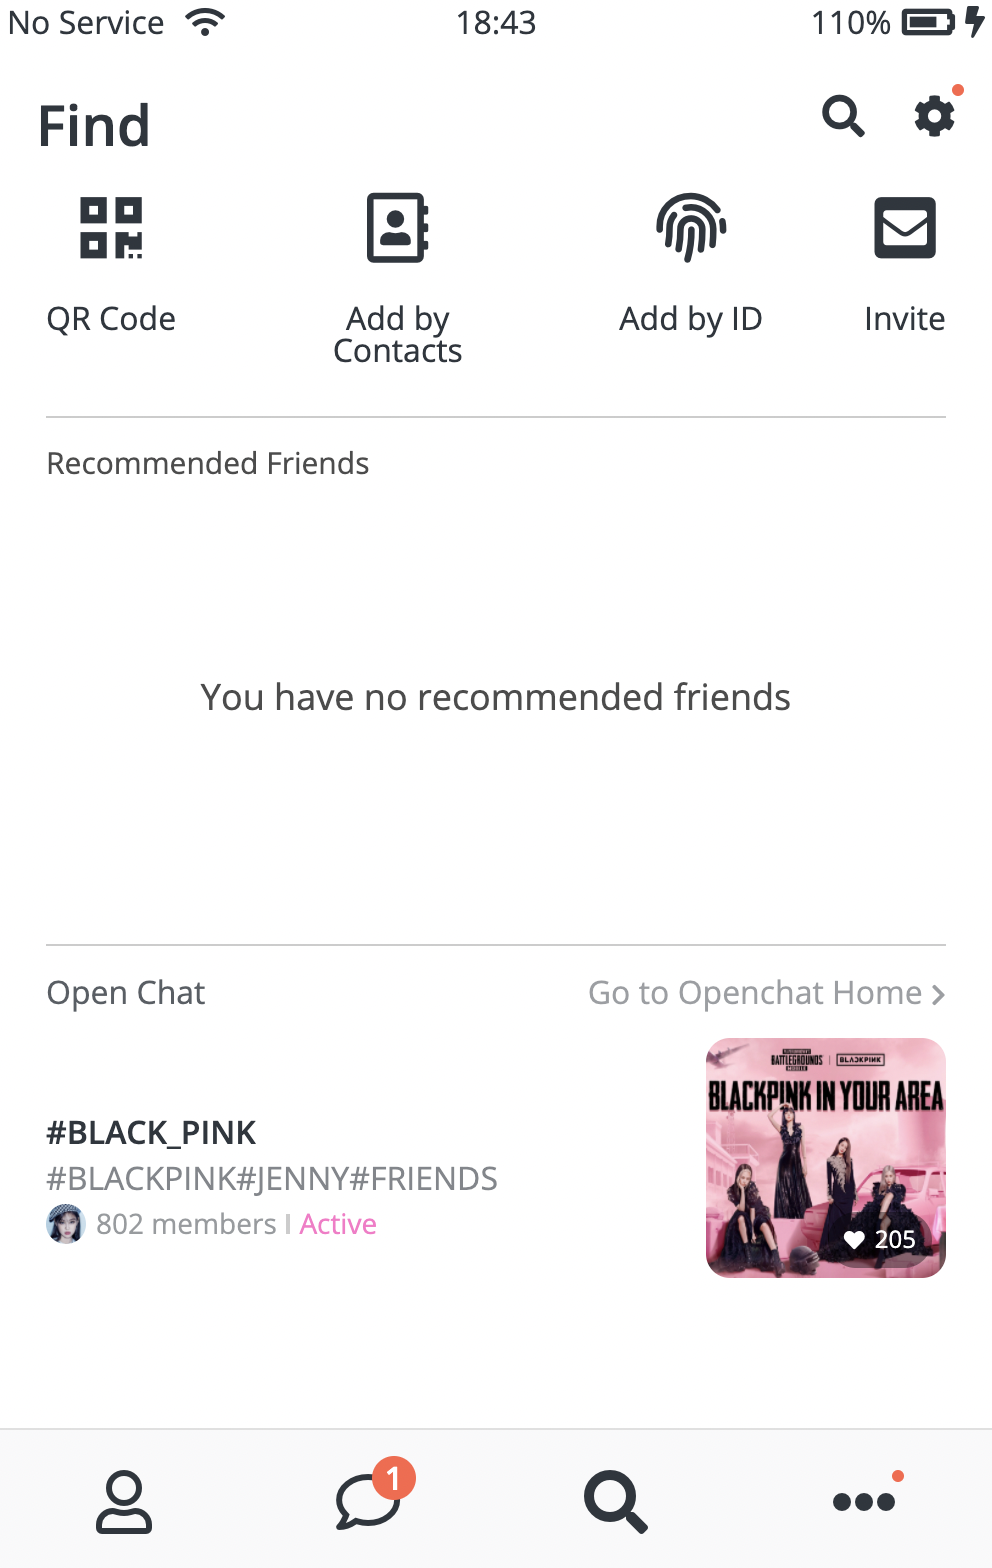 No Service 18:43 110%
Find
QR Code
Add by
Contacts
Add by ID
Invite
Recommended Friends
You have no recommended friends
Open Chat
Go to Openchat Home
BATTLEGROUNDS
MOBILE
BLACKPINK
BLACKPINK IN YOUR AREA
#BLACK_PINK
#BLACKPINK#JENNY#FRIENDS
802 members I Active
205
1